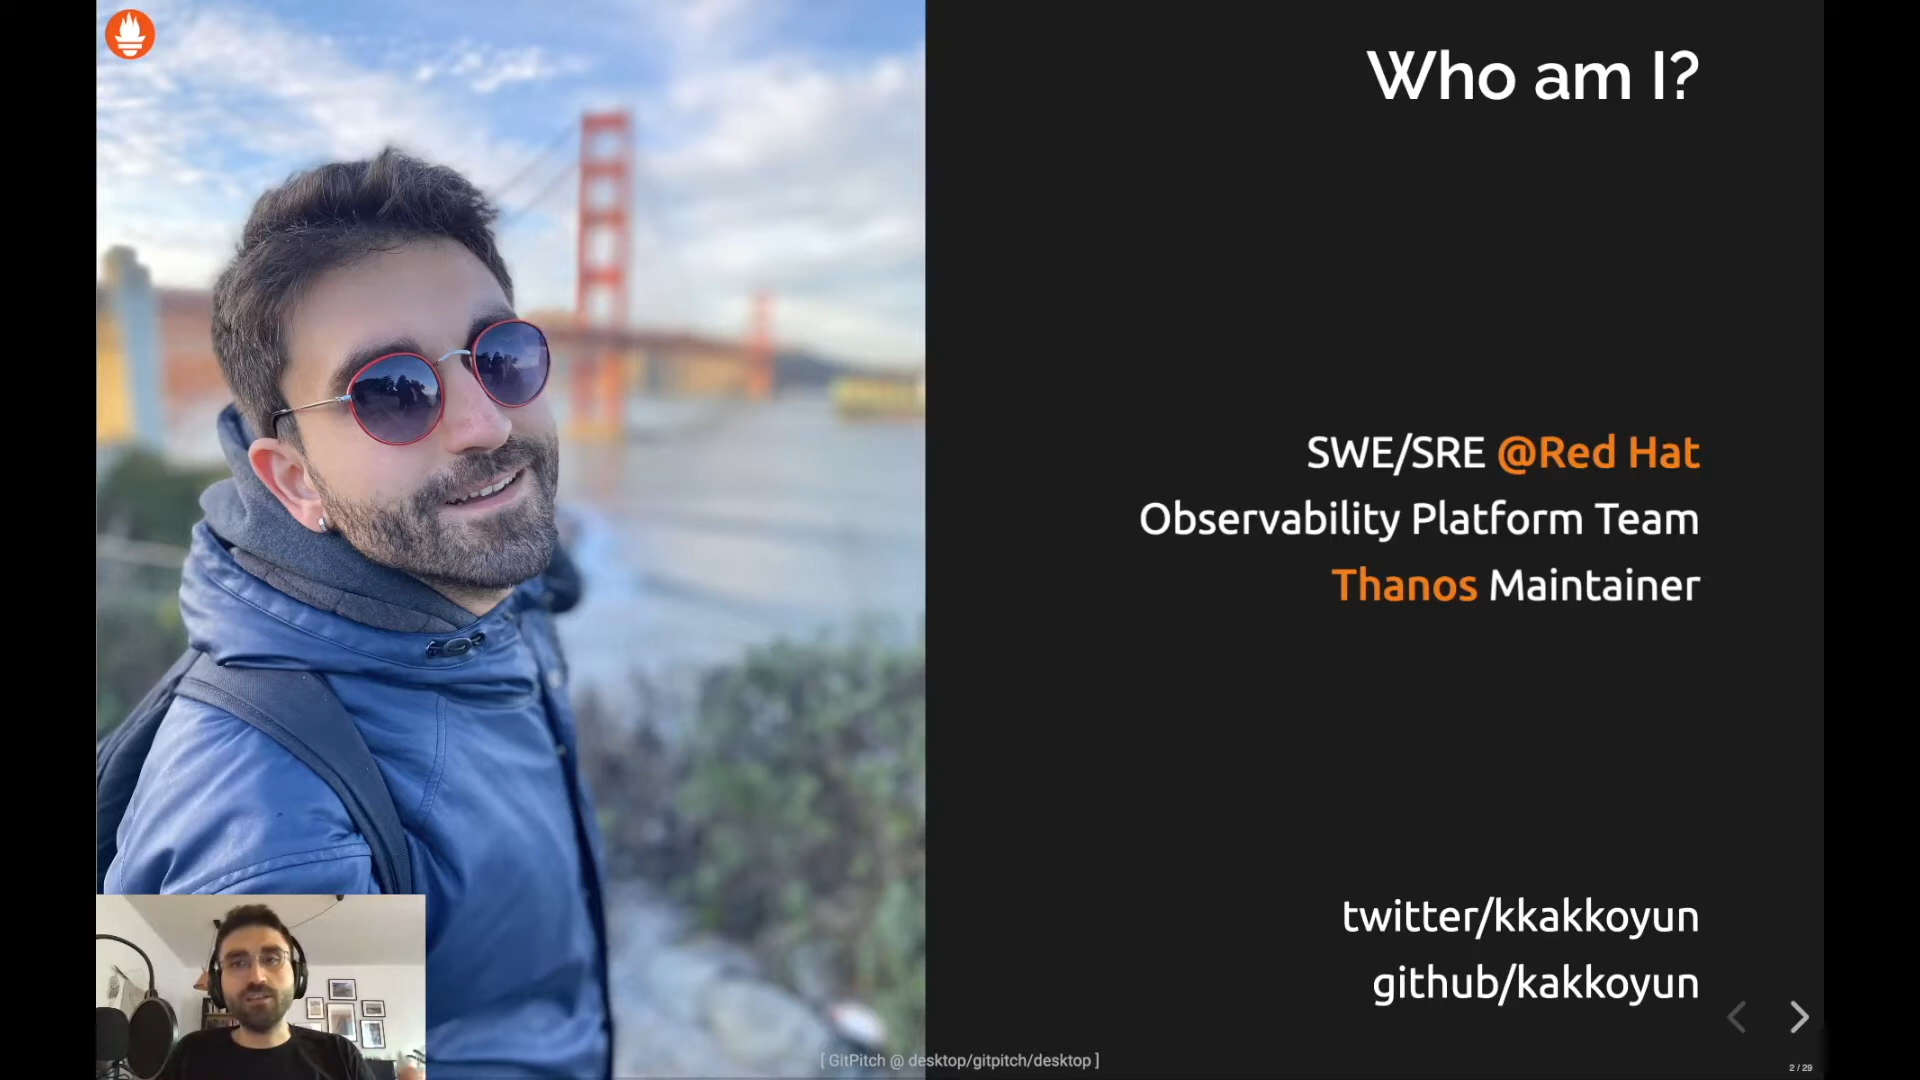 Who am I?
SWE/SRE @Red Hat
Observability Platform Team
Thanos Maintainer
twitter/kkakkoyun
github/kakkoyun
[ GitPitch @ desktop/gitpitch/desktop ]
2 / 29